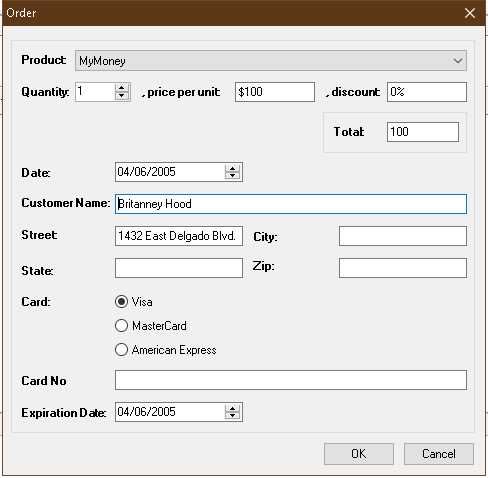 Order
Product: MyMoney
Quantity: 1 , price per unit: $100 , discount: 0%
Total: 100
Date: 04/06/2005
Customer Name: Britanney Hood
Street: 1432 East Delgado Blvd. City:
State: Zip:
Card: Visa
MasterCard
American Express
Card No
Expiration Date: 04/06/2005
OK Cancel